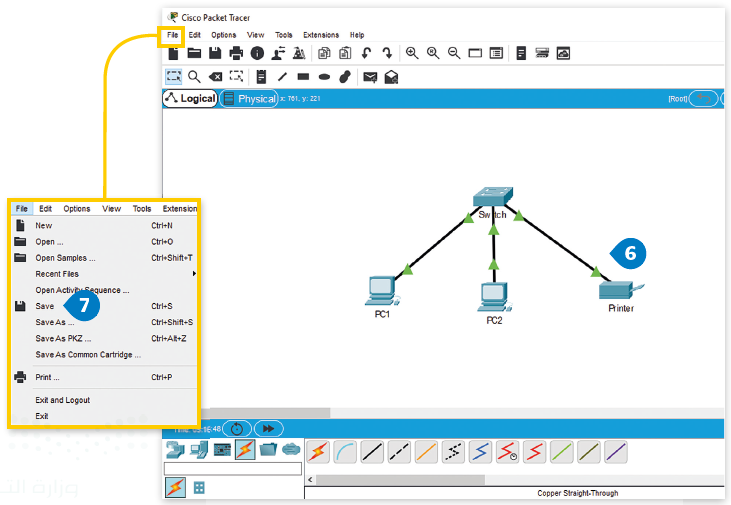 Cisco Packet Tracer
File Edit Options View Tools Extensions Help
Logical Physical x: 761, y: 221 [Root]
Switch
6
PC1
PC2
Printer
File Edit Options View Tools Extension
New Ctrl+N
Open ... Ctrl+O
Open Samples ... Ctrl+Shift+T
Recent Files
Open Activity Sequence ...
Save 7 Ctrl+S
Save As ... Ctrl+Shift+S
Save As PKZ ... Ctrl+Alt+Z
Save As Common Cartridge ...
Print ... Ctrl+P
Exit and Logout
Exit
Copper Straight-Through